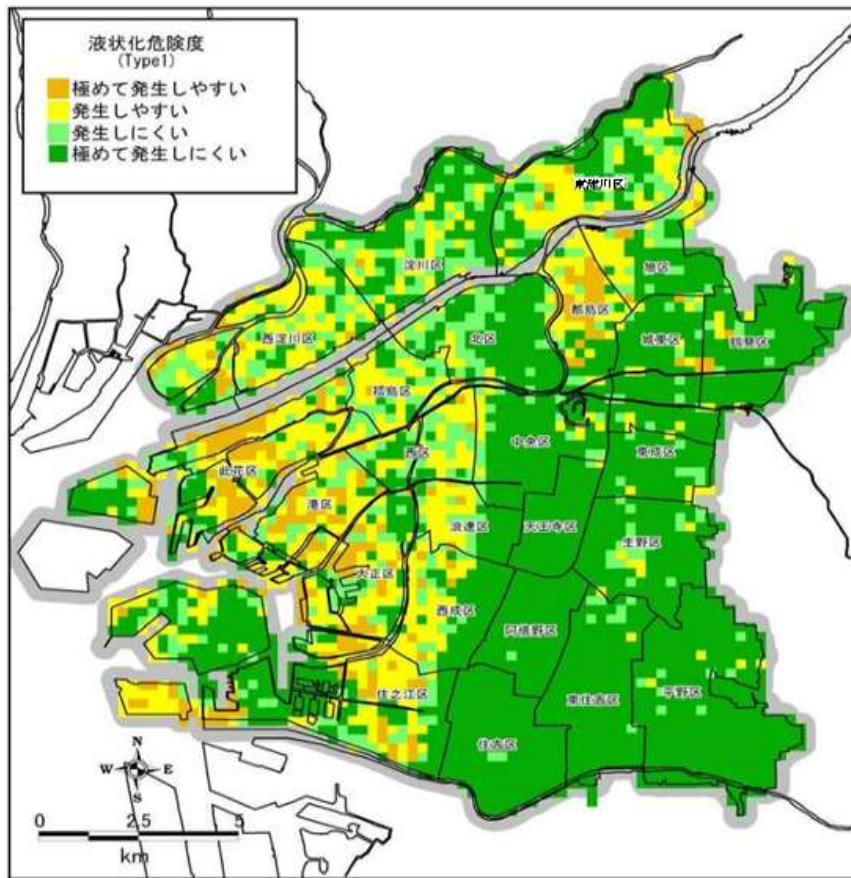 液状化危険度
(Type1)
極めて発生しやすい
発生しやすい
発生しにくい
極めて発生しにくい
東淀川区
淀川区
旭区
都島区
西淀川区
北区
城東区
鶴見区
福島区
中央区
西区
東成区
此花区
港区
浪速区
天王寺区
生野区
大正区
西成区
阿倍野区
住之江区
東住吉区
平野区
住吉区
N
W E
S
0 2.5 5
km